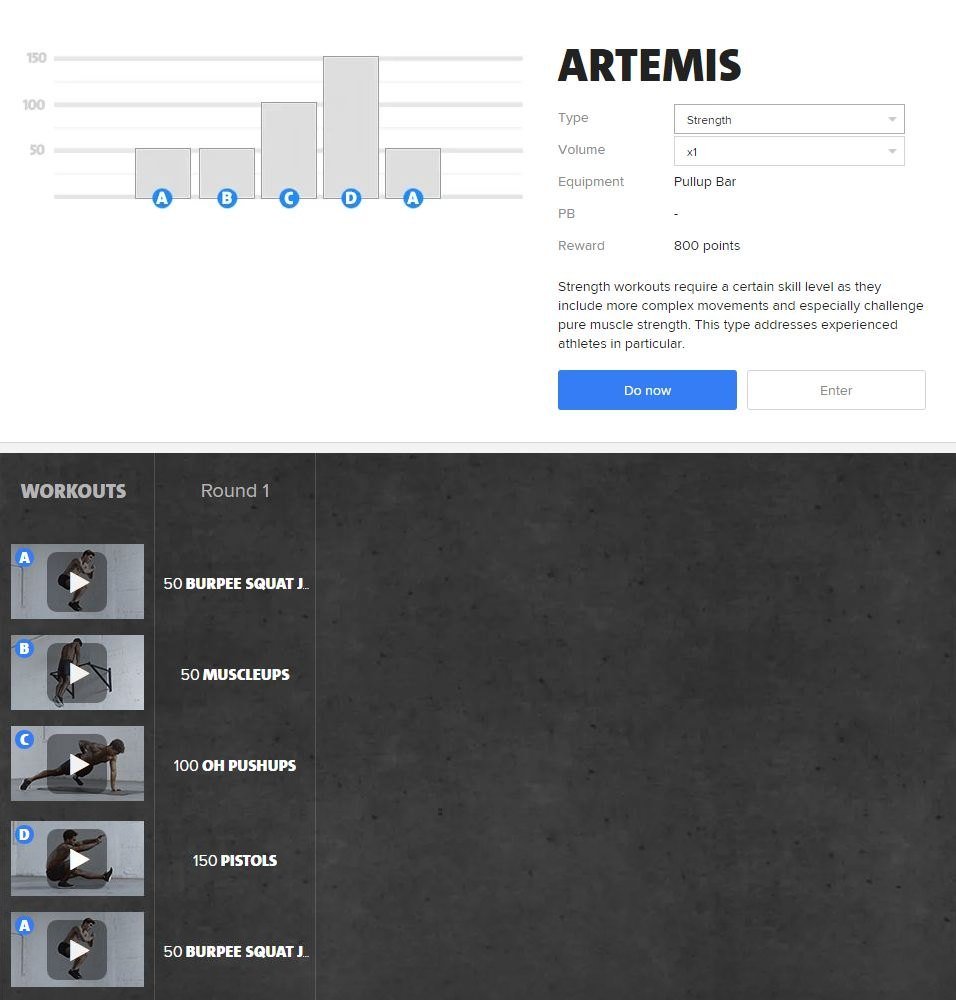 150
100
50
A B C D A
ARTEMIS
Type Strength
Volume x1
Equipment Pullup Bar
PB -
Reward 800 points
Strength workouts require a certain skill level as they
include more complex movements and especially challenge
pure muscle strength. This type addresses experienced
athletes in particular.
Do now Enter
WORKOUTS Round 1
A
50 BURPEE SQUAT J...
B
50 MUSCLEUPS
C
100 OH PUSHUPS
D
150 PISTOLS
A
50 BURPEE SQUAT J...